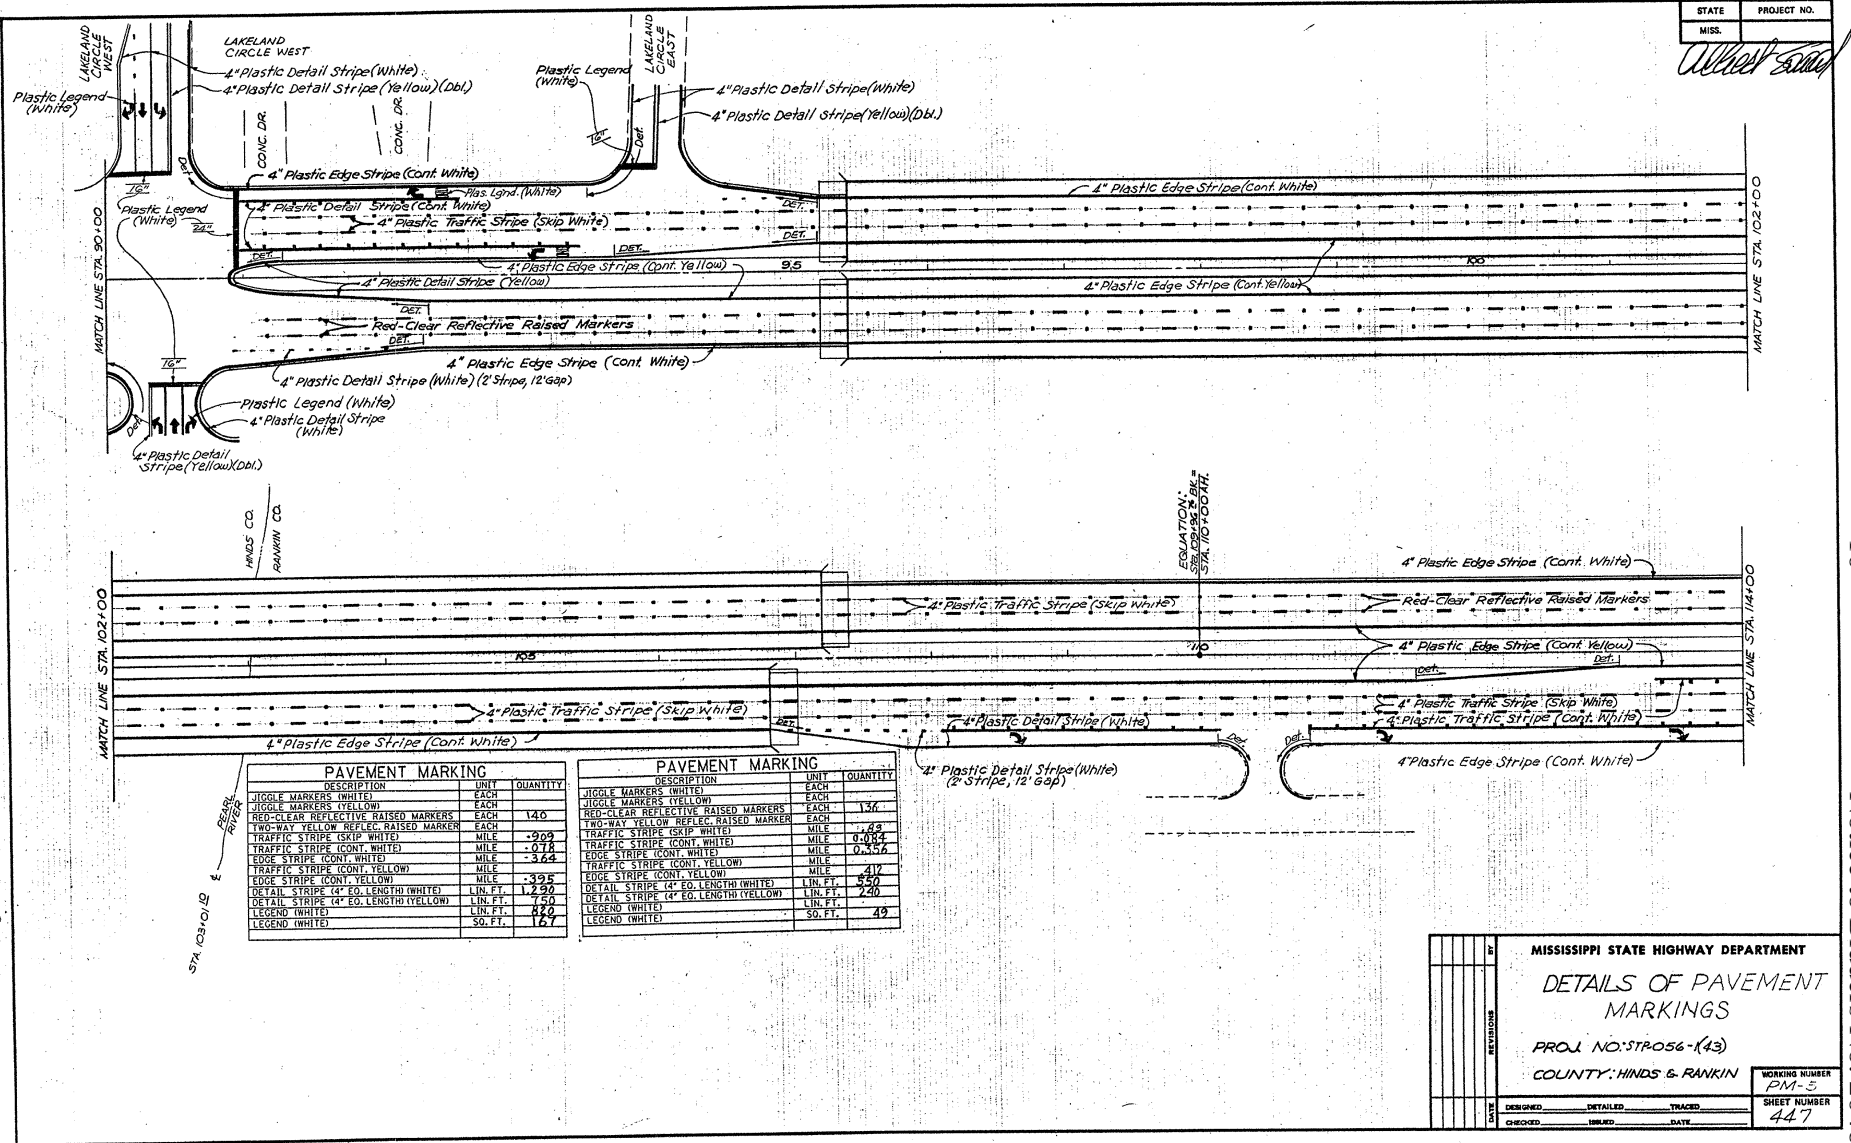 STATE
PROJECT NO.
MISS.
LAKELAND
CIRCLE
WEST
LAKELAND
CIRCLE WEST
4" Plastic Detail Stripe (White)
4" Plastic Detail Stripe (Yellow)(Dbl.)
Plastic Legend
(White)
CONC. DR.
CONC. DR.
Plastic Legend
(White)
LAKELAND
CIRCLE
EAST
4" Plastic Detail Stripe (White)
4" Plastic Detail Stripe (Yellow)(Dbl.)
16"
Det.
16"
Det
4" Plastic Edge Stripe (Cont. White)
Plas. Lgnd. (White)
4" Plastic Edge Stripe (Cont. White)
Plastic Legend
(White)
24"
4" Plastic Detail Stripe (Cont. White)
4" Plastic Traffic Stripe (Skip White)
DET.
DET.
DET.
DET.
4" Plastic Edge Stripe (Cont. Yellow)
95
100
4" Plastic Detail Stripe (Yellow)
4" Plastic Edge Stripe (Cont. Yellow)
DET.
Red-Clear Reflective Raised Markers
DET.
4" Plastic Edge Stripe (Cont. White)
4" Plastic Detail Stripe (White) (2' Stripe, 12' Gap)
16"
Plastic Legend (White)
4" Plastic Detail Stripe
(White)
Det.
4" Plastic Detail
Stripe (Yellow)(Dbl.)
MATCH LINE STA. 90+00
MATCH LINE STA. 102+00
HINDS CO.
RANKIN CO.
EQUATION:
STA. 110+00 AH.
4" Plastic Edge Stripe (Cont. White)
MATCH LINE STA. 102+00
4" Plastic Traffic Stripe (Skip White)
Red-Clear Reflective Raised Markers
105
110
4" Plastic Edge Stripe (Cont. Yellow)
Det.
Det.
4" Plastic Traffic Stripe (Skip White)
DET.
4" Plastic Detail Stripe (White)
4" Plastic Traffic Stripe (Skip White)
4" Plastic Traffic Stripe (Cont. White)
MATCH LINE STA. 114+00
4" Plastic Edge Stripe (Cont. White)
Det.
Det.
4" Plastic Detail Stripe (White)
(2' Stripe, 12' Gap)
4" Plastic Edge Stripe (Cont. White)
PEARL
RIVER
STA. 103+01.10
PAVEMENT MARKING
DESCRIPTION UNIT QUANTITY
JIGGLE MARKERS (WHITE) EACH
JIGGLE MARKERS (YELLOW) EACH
RED-CLEAR REFLECTIVE RAISED MARKERS EACH 140
TWO-WAY YELLOW REFLEC. RAISED MARKER EACH
TRAFFIC STRIPE (SKIP WHITE) MILE .909
TRAFFIC STRIPE (CONT. WHITE) MILE .078
EDGE STRIPE (CONT. WHITE) MILE .364
TRAFFIC STRIPE (CONT. YELLOW) MILE
EDGE STRIPE (CONT. YELLOW) MILE .395
DETAIL STRIPE (4" EQ. LENGTH) (WHITE) LIN. FT. 1,290
DETAIL STRIPE (4" EQ. LENGTH) (YELLOW) LIN. FT. 750
LEGEND (WHITE) LIN. FT. 820
LEGEND (WHITE) SQ. FT. 167
PAVEMENT MARKING
DESCRIPTION UNIT QUANTITY
JIGGLE MARKERS (WHITE) EACH
JIGGLE MARKERS (YELLOW) EACH
RED-CLEAR REFLECTIVE RAISED MARKERS EACH 136
TWO-WAY YELLOW REFLEC. RAISED MARKER EACH
TRAFFIC STRIPE (SKIP WHITE) MILE
TRAFFIC STRIPE (CONT. WHITE) MILE 0.084
EDGE STRIPE (CONT. WHITE) MILE 0.356
TRAFFIC STRIPE (CONT. YELLOW) MILE
EDGE STRIPE (CONT. YELLOW) MILE .412
DETAIL STRIPE (4" EQ. LENGTH) (WHITE) LIN. FT. 550
DETAIL STRIPE (4" EQ. LENGTH) (YELLOW) LIN. FT. 240
LEGEND (WHITE) LIN. FT.
LEGEND (WHITE) SQ. FT. 49
MISSISSIPPI STATE HIGHWAY DEPARTMENT
DETAILS OF PAVEMENT
MARKINGS
PROJ. NO.: STP-056-1(43)
COUNTY: HINDS & RANKIN
WORKING NUMBER
PM-5
SHEET NUMBER
447
BY
REVISIONS
DATE
DESIGNED DETAILED TRACED
CHECKED ISSUED DATE